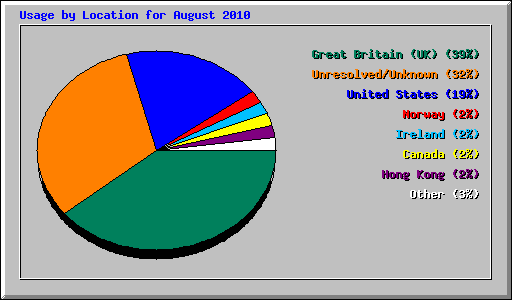 Usage by Location for August 2010
Great Britain (UK) (39%)
Unresolved/Unknown (32%)
United States (19%)
Norway (2%)
Ireland (2%)
Canada (2%)
Hong Kong (2%)
Other (3%)